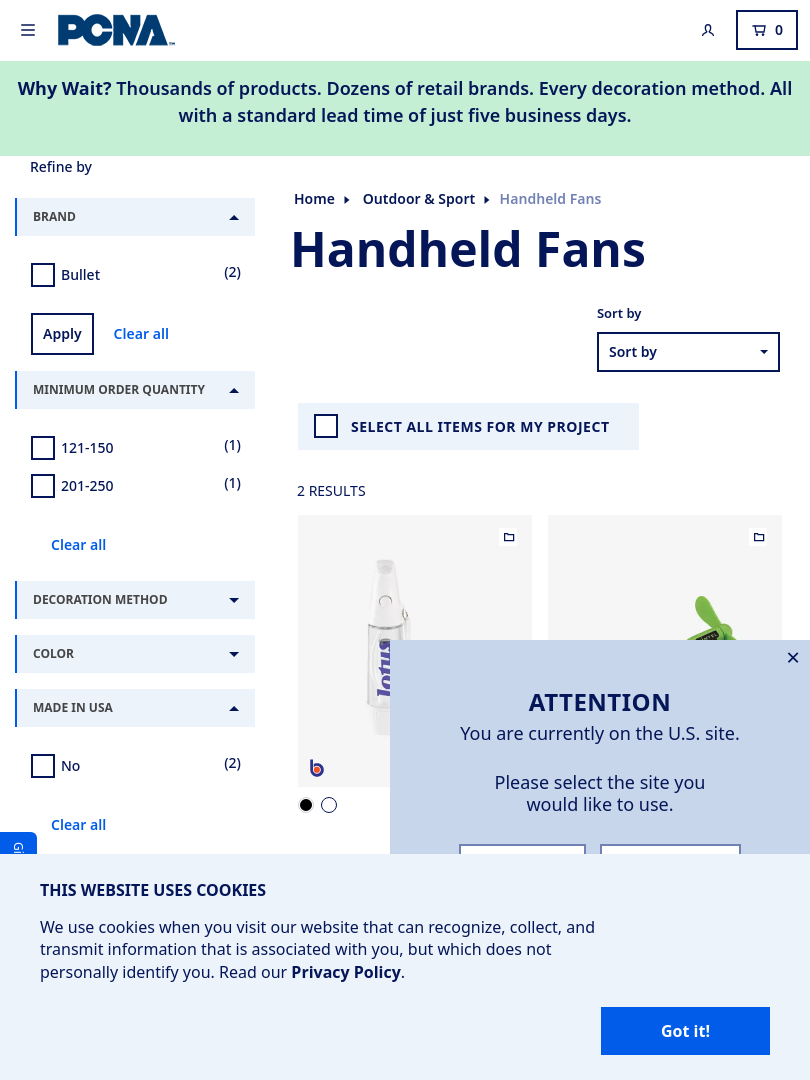 PCNA
0
Why Wait? Thousands of products. Dozens of retail brands. Every decoration method. All
with a standard lead time of just five business days.
Refine by
BRAND
Bullet
(2)
Apply
Clear all
MINIMUM ORDER QUANTITY
121-150
(1)
201-250
(1)
Clear all
DECORATION METHOD
COLOR
MADE IN USA
No
(2)
Clear all
Home
Outdoor & Sport
Handheld Fans
Handheld Fans
Sort by
Sort by
SELECT ALL ITEMS FOR MY PROJECT
2 RESULTS
lotus
b
ATTENTION
You are currently on the U.S. site.
Please select the site you
would like to use.
THIS WEBSITE USES COOKIES
We use cookies when you visit our website that can recognize, collect, and
transmit information that is associated with you, but which does not
personally identify you. Read our Privacy Policy.
Got it!